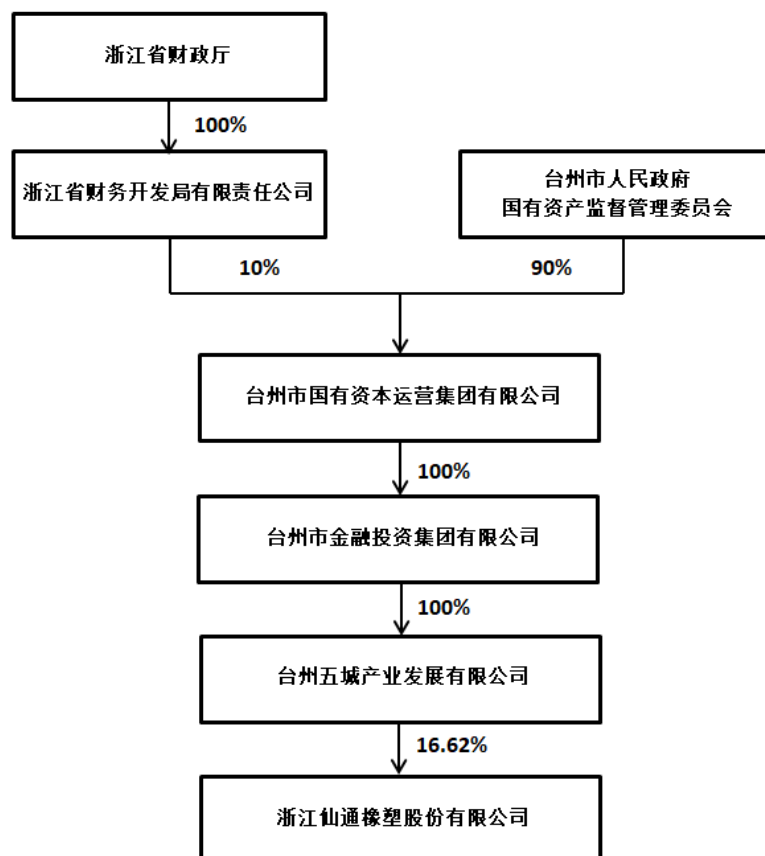 浙江省财政厅
100%
浙江省财务开发局有限责任公司
台州市人民政府
国有资产监督管理委员会
10%
90%
台州市国有资本运营集团有限公司
100%
台州市金融投资集团有限公司
100%
台州五城产业发展有限公司
16.62%
浙江仙通橡塑股份有限公司